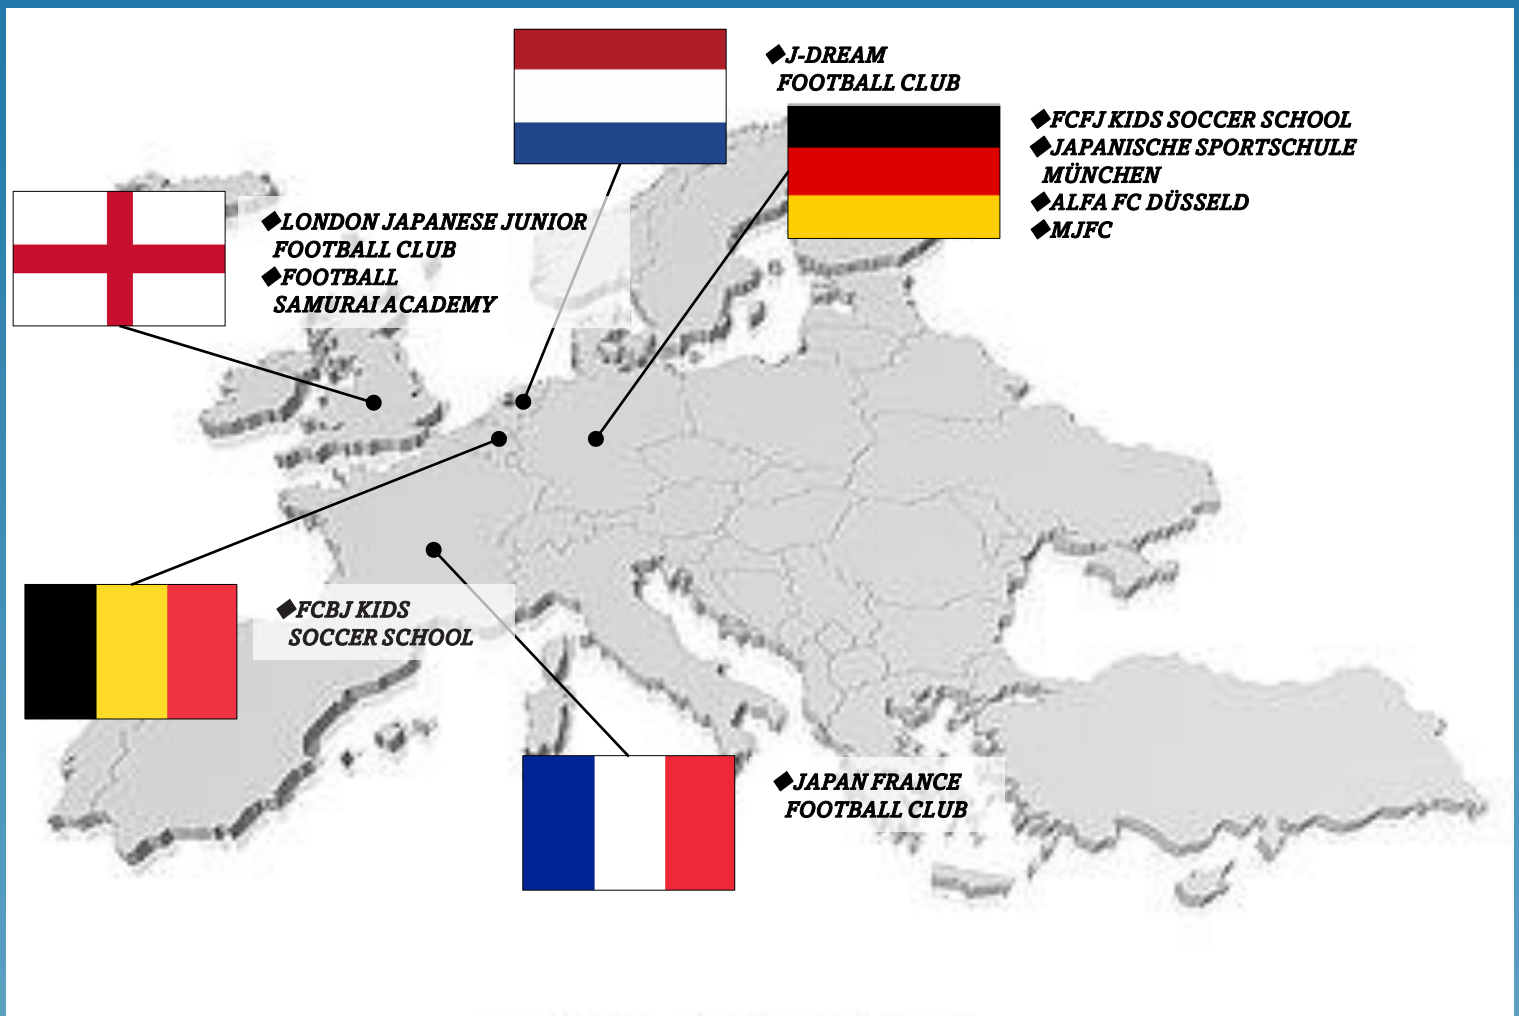 ◆J-DREAM
FOOTBALL CLUB
◆FCFJ KIDS SOCCER SCHOOL
◆JAPANISCHE SPORTSCHULE
MÜNCHEN
◆ALFA FC DÜSSELD
◆MJFC
◆LONDON JAPANESE JUNIOR
FOOTBALL CLUB
◆FOOTBALL
SAMURAI ACADEMY
◆FCBJ KIDS
SOCCER SCHOOL
◆JAPAN FRANCE
FOOTBALL CLUB